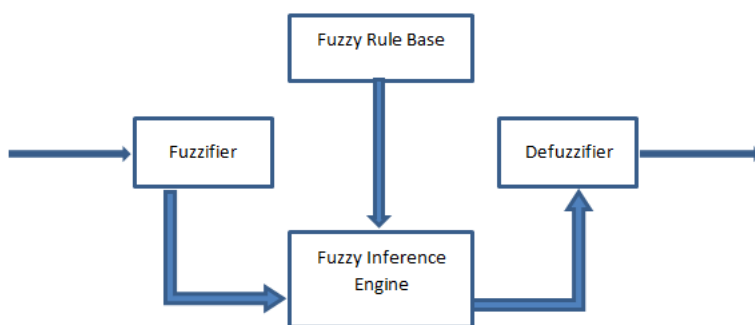 Fuzzy Rule Base
Fuzzifier
Defuzzifier
Fuzzy Inference
Engine